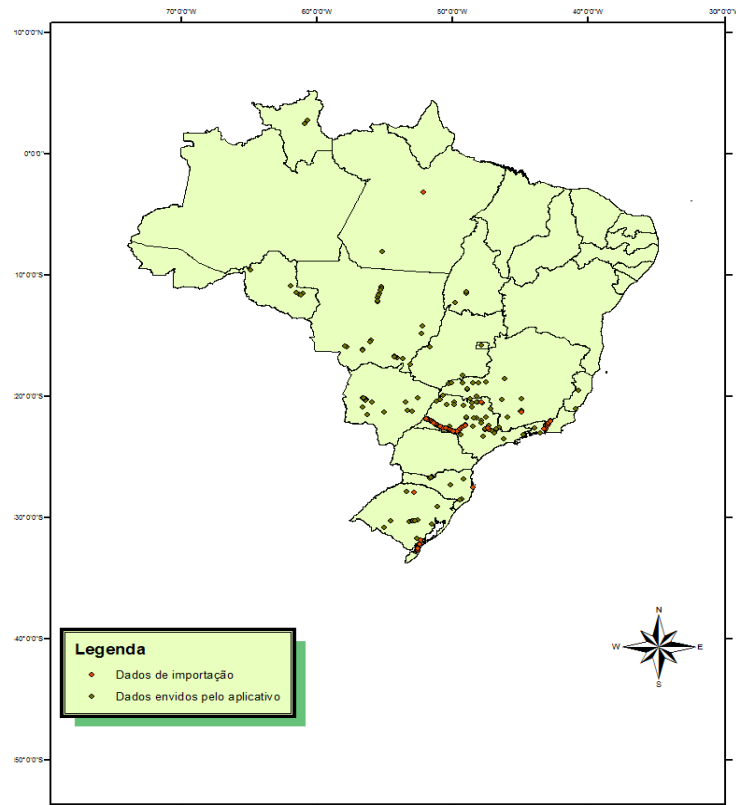 70°0'0"W 60°0'0"W 50°0'0"W 40°0'0"W 30°0'0"W
10°0'0"N
0°0'0"
10°0'0"S
20°0'0"S
30°0'0"S
40°0'0"S
50°0'0"S
N
W E
S
Legenda
Dados de importação
Dados envidos pelo aplicativo